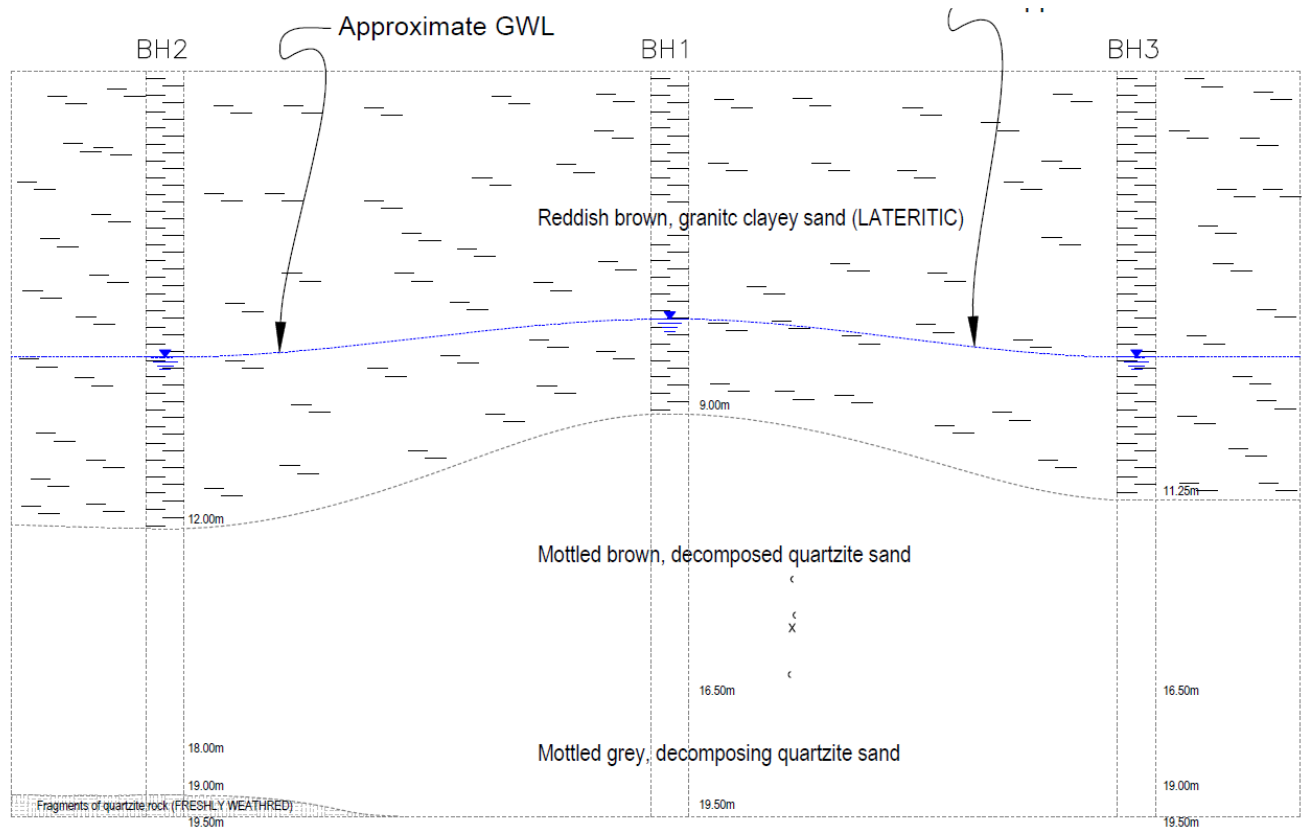 Approximate GWL
BH2
BH1
BH3
Reddish brown, granitc clayey sand (LATERITIC)
9.00m
11.25m
12.00m
Mottled brown, decomposed quartzite sand
c
c
x
c
16.50m
16.50m
18.00m
Mottled grey, decomposing quartzite sand
19.00m
19.00m
Fragments of quartzite rock (FRESHLY WEATHRED)
19.50m
19.50m
19.50m